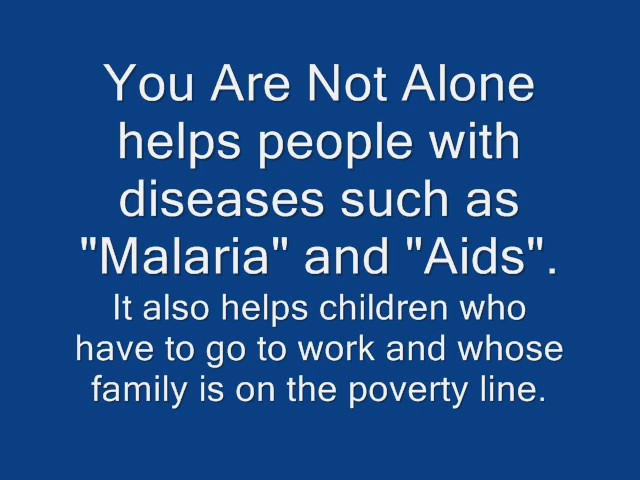 You Are Not Alone
helps people with
diseases such as
"Malaria" and "Aids".
It also helps children who
have to go to work and whose
family is on the poverty line.